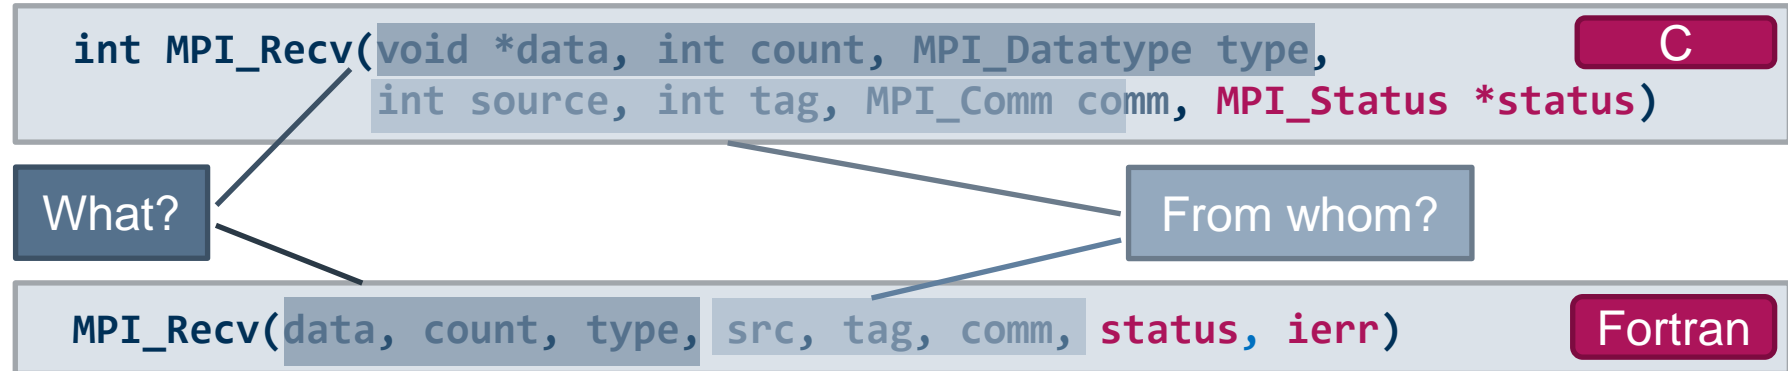 int MPI_Recv(void *data, int count, MPI_Datatype type,
C
int source, int tag, MPI_Comm comm, MPI_Status *status)
What?
From whom?
MPI_Recv(data, count, type, src, tag, comm, status, ierr)
Fortran